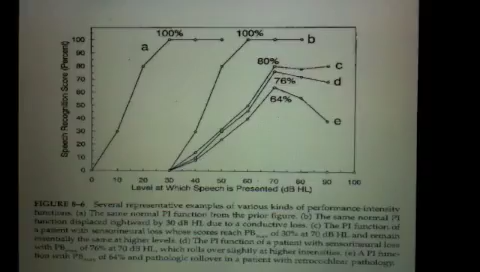 100%
100%
a
b
80%
c
76%
d
64%
e
Speech Recognition Score (Percent)
100
90
80
70
60
50
40
30
20
10
0
0 10 20 30 40 50 60 70 80 90 100
Level at Which Speech is Presented (dB HL)
FIGURE 8-6 Several representative examples of various kinds of performance-intensity
functions. (a) The same normal PI function from the prior figure. (b) The same normal PI
function displaced rightward by 30 dB due to a conductive loss. (c) The PI function of
a patient with sensorineural loss whose scores reach PBmax of 80% at 70 dB HL and remain
essentially the same at higher levels. (d) The PI function of a patient with sensorineural loss
with PBmax of 76% at 70 dB HL, which rolls over slightly at higher intensities. (e) A PI func-
tion with PBmax of 64% and pathologic rollover in a patient with retrocochlear pathology.